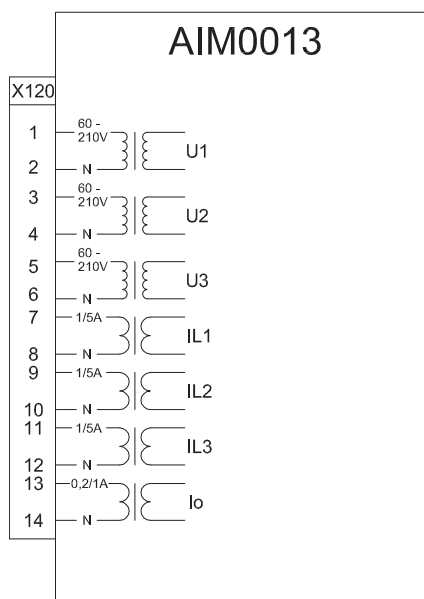 AIM0013
X120
1 60 -
210V
2 N U1
3 60 -
210V
4 N U2
5 60 -
210V
6 N U3
7 1/5A
8 N IL1
9 1/5A
10 N IL2
11 1/5A
12 N IL3
13 0,2/1A
14 N Io